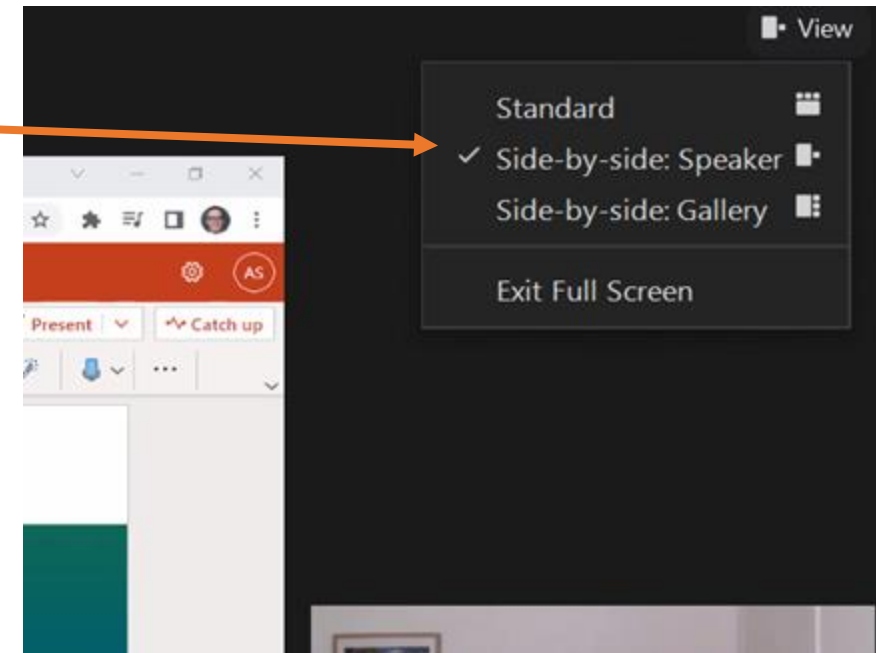 View
Standard
Side-by-side: Speaker
Side-by-side: Gallery
Exit Full Screen
AS
Present
Catch up